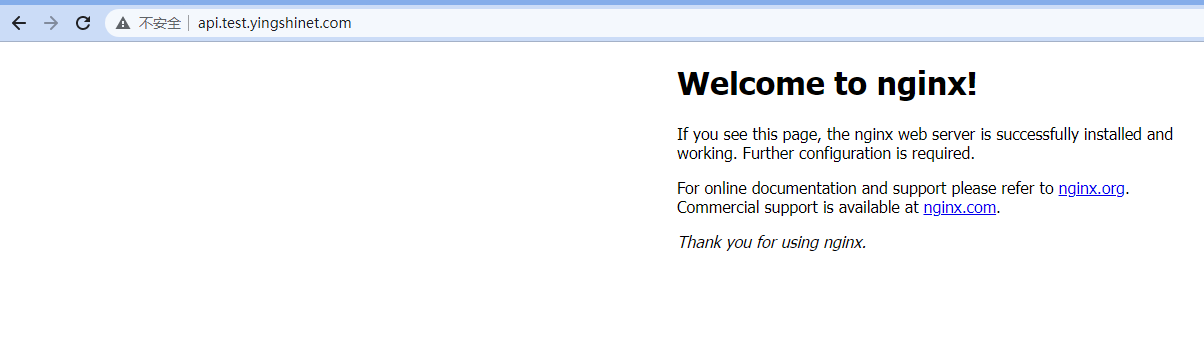 不安全 api.test.yingshinet.com
Welcome to nginx!
If you see this page, the nginx web server is successfully installed and
working. Further configuration is required.
For online documentation and support please refer to nginx.org.
Commercial support is available at nginx.com.
Thank you for using nginx.